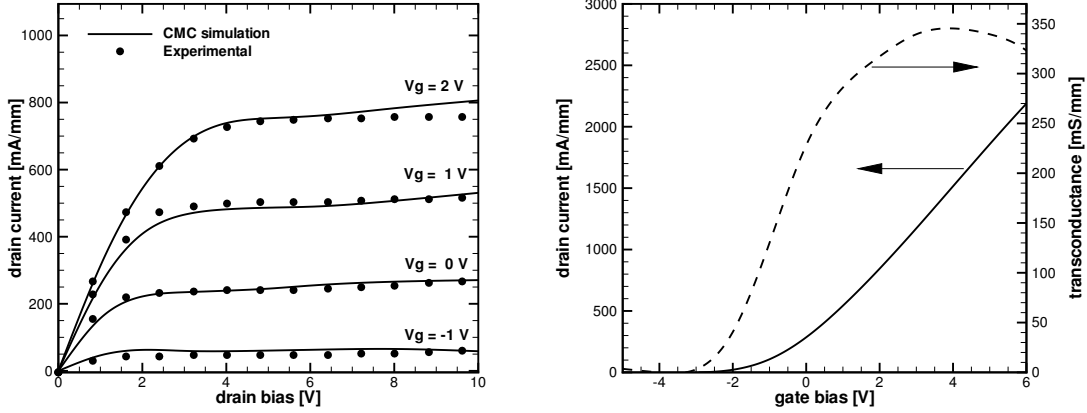 CMC simulation
Experimental
Vg = 2 V
Vg = 1 V
Vg = 0 V
Vg = -1 V
drain current [mA/mm]
1000
800
600
400
200
0
0 2 4 6 8 10
drain bias [V]
drain current [mA/mm]
3000
2500
2000
1500
1000
500
0
-4 -2 0 2 4 6
gate bias [V]
350
300
250
200
150
100
50
0
transconductance [mS/mm]